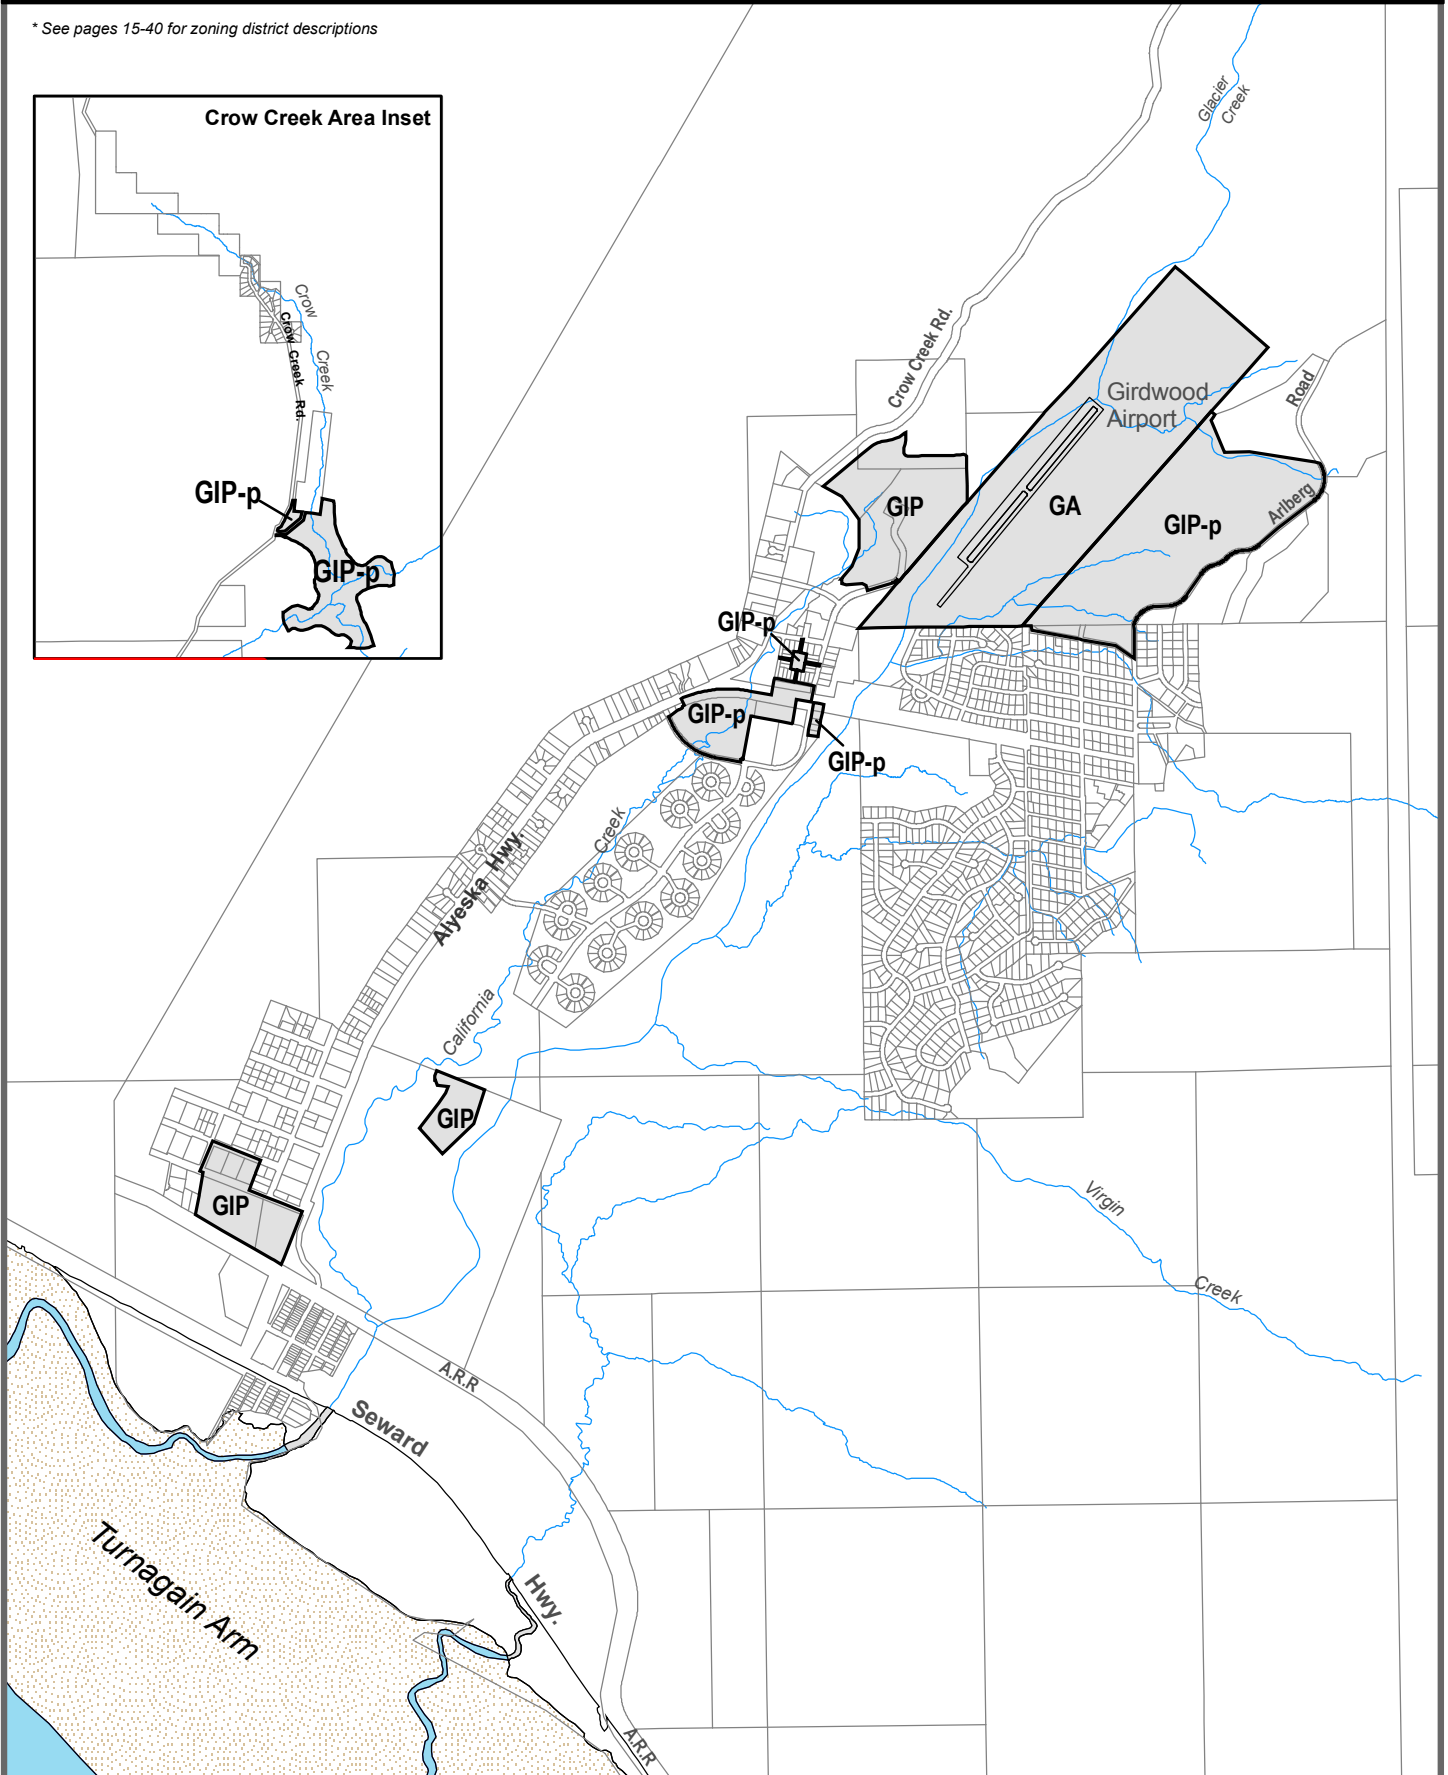 * See pages 15-40 for zoning district descriptions
Crow Creek Area Inset
Glacier
Creek
Crow
Creek
Crow Creek
Rd.
GIP-p
GIP-p
Crow Creek Rd.
Girdwood
Airport
Road
Arlberg
GIP
GA
GIP-p
GIP-p
GIP-p
GIP-p
Creek
Alyeska Hwy.
California
GIP
GIP
Virgin
Creek
A.R.R
Seward
Hwy.
Turnagain Arm
A.R.R